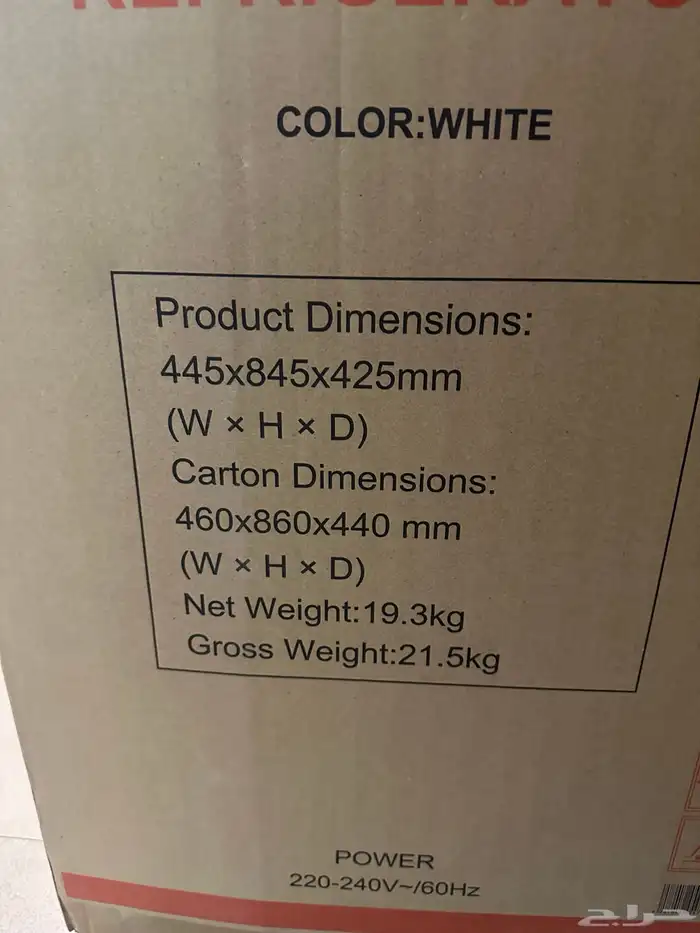 REFRIGERATO
COLOR:WHITE
Product Dimensions:
445x845x425mm
(W × H × D)
Carton Dimensions:
460x860x440 mm
(W × H × D)
Net Weight:19.3kg
Gross Weight:21.5kg
POWER
220-240V~/60Hz
حراج